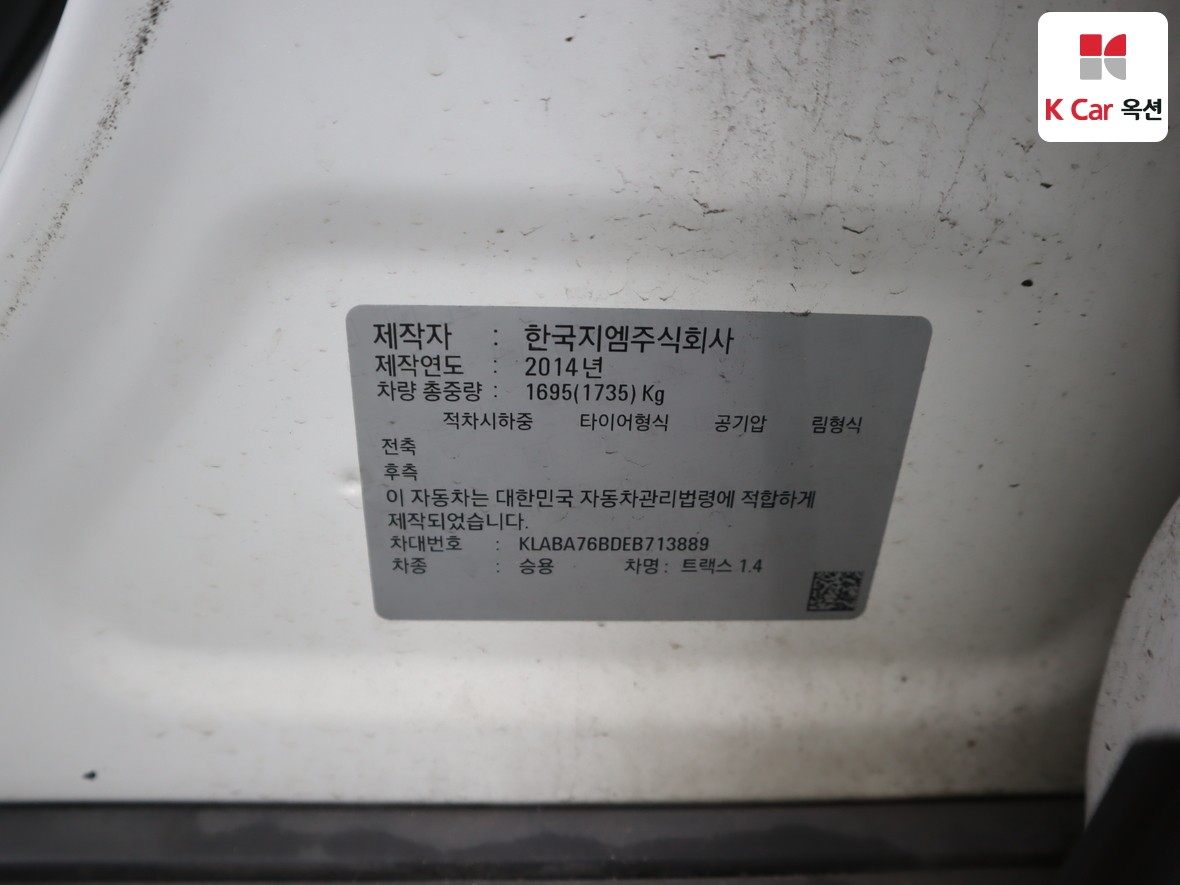 K Car 옥션
제작자 : 한국지엠주식회사
제작연도 : 2014년
차량 총중량 : 1695(1735) Kg
적차시하중 타이어형식 공기압 림형식
전축
후측
이 자동차는 대한민국 자동차관리법령에 적합하게
제작되었습니다.
차대번호 : KLABA76BDEB713889
차종 : 승용 차명 : 트랙스 1.4